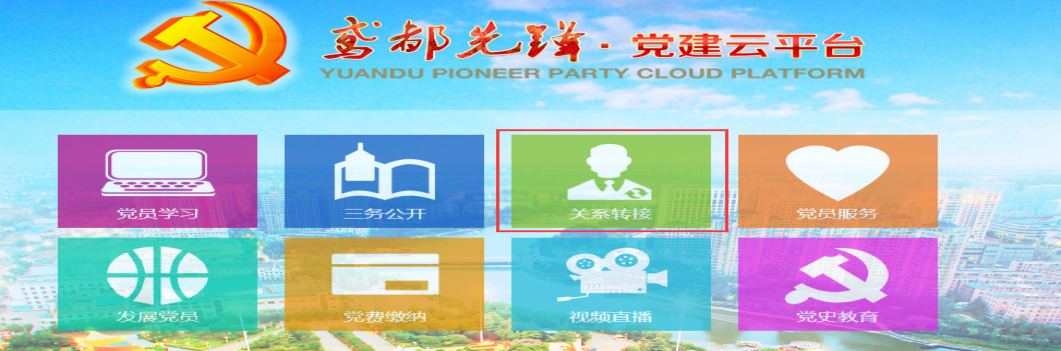 鸢都先锋·党建云平台
YUANDU PIONEER PARTY CLOUD PLATFORM
党员学习
三务公开
关系转接
党员服务
发展党员
党费缴纳
视频直播
党史教育